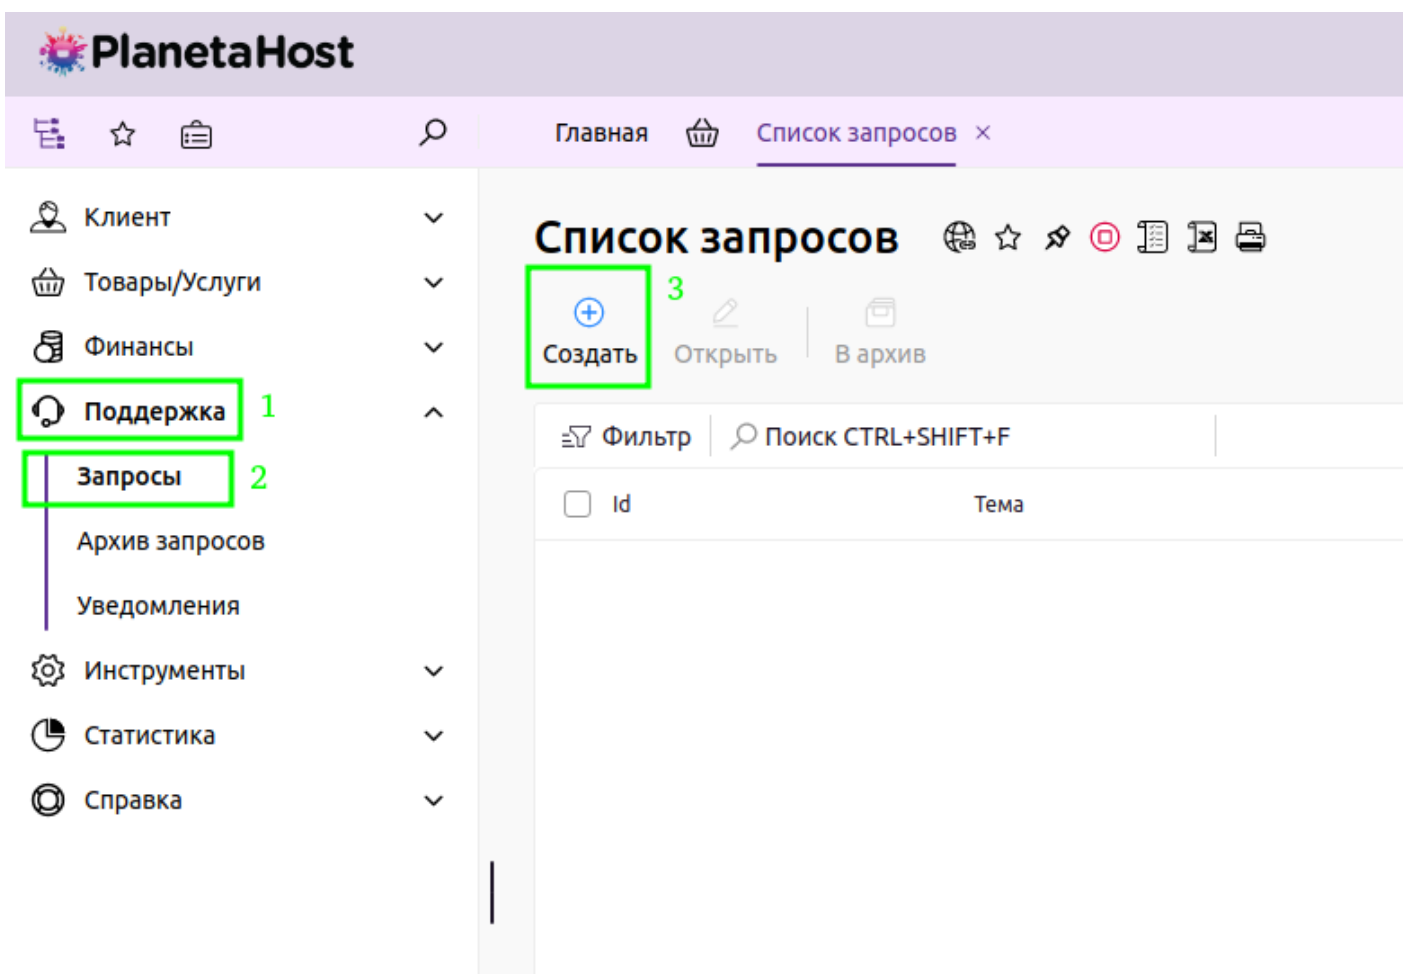 PlanetaHost
Главная Список запросов ×
Клиент
Товары/Услуги
Финансы
Поддержка 1
Запросы 2
Архив запросов
Уведомления
Инструменты
Статистика
Справка
Список запросов
3
Создать Открыть В архив
Фильтр Поиск CTRL+SHIFT+F
Id Тема